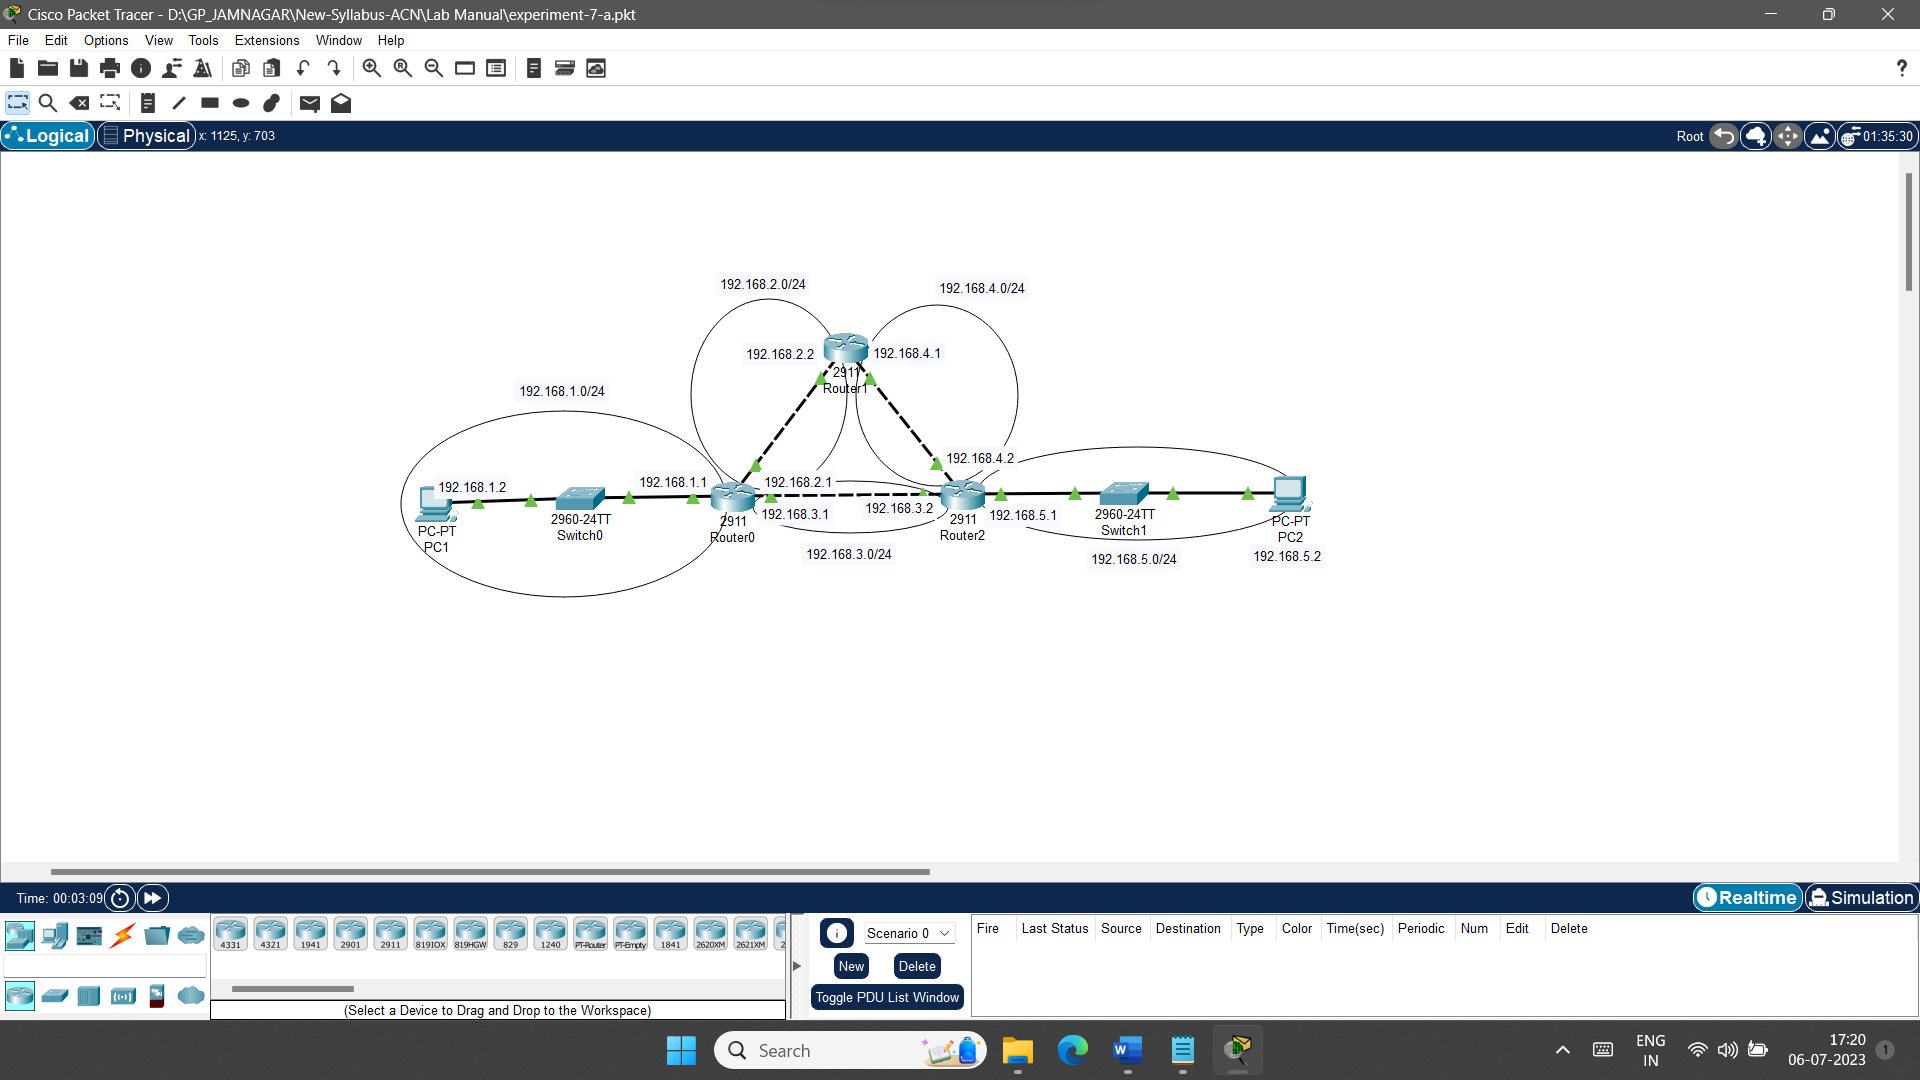 Cisco Packet Tracer - D:\GP_JAMNAGAR\New-Syllabus-ACN\Lab Manual\experiment-7-a.pkt
File Edit Options View Tools Extensions Window Help
?
Logical Physical x: 1125, y: 703 Root 01:35:30
192.168.2.0/24
192.168.4.0/24
192.168.2.2
192.168.4.1
2911
Router1
192.168.1.0/24
192.168.4.2
192.168.1.2
192.168.1.1
192.168.2.1
PC-PT
PC1
2960-24TT
Switch0
2911
Router0
192.168.3.1
192.168.3.2
192.168.3.0/24
2911
Router2
192.168.5.1
2960-24TT
Switch1
192.168.5.0/24
PC-PT
PC2
192.168.5.2
Time: 00:03:09
Realtime Simulation
4331 4321 1941 2901 2911 819IOX 819HGW 829 1240 PT-Router PT-Empty 1841 2620XM 2621XM 2
(Select a Device to Drag and Drop to the Workspace)
Scenario 0
New Delete
Toggle PDU List Window
Fire Last Status Source Destination Type Color Time(sec) Periodic Num Edit Delete
Search
ENG
IN
17:20
06-07-2023
1